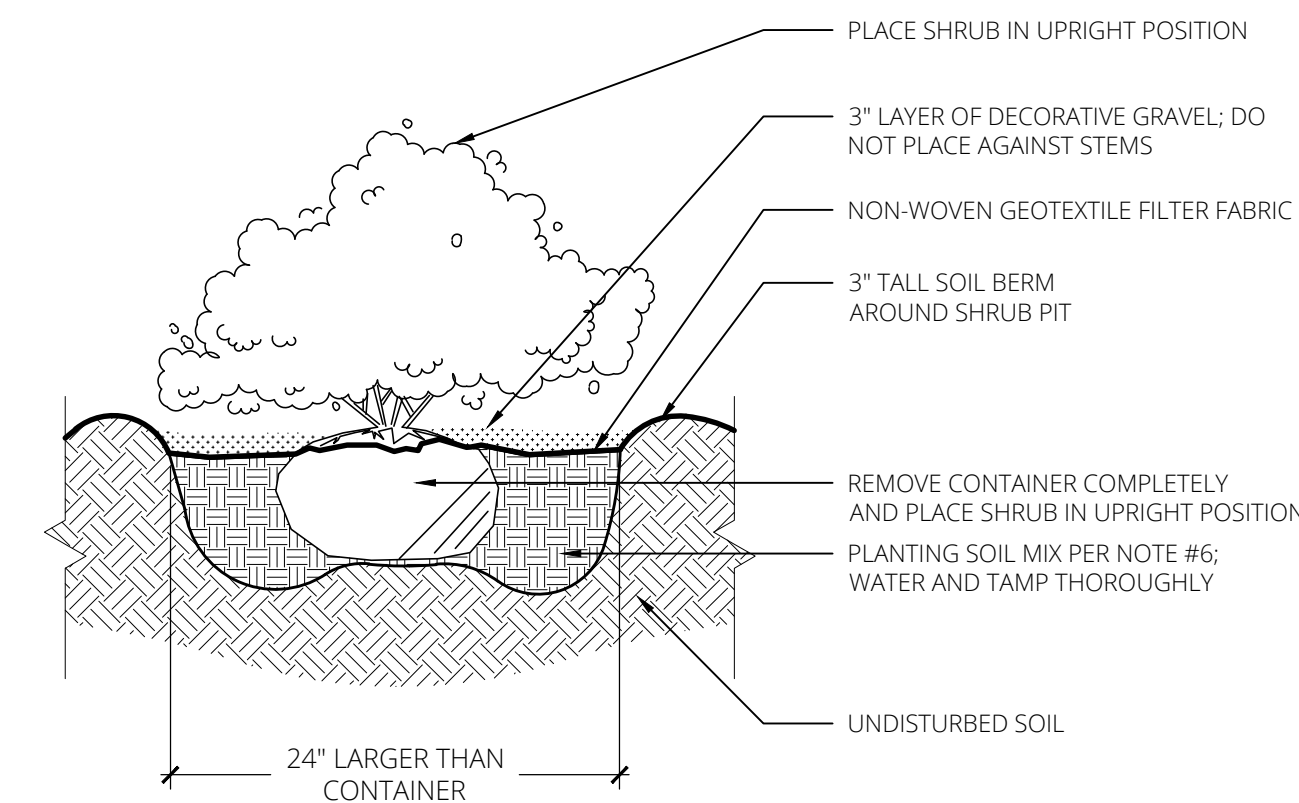 PLACE SHRUB IN UPRIGHT POSITION
3" LAYER OF DECORATIVE GRAVEL; DO
NOT PLACE AGAINST STEMS
NON-WOVEN GEOTEXTILE FILTER FABRIC
3" TALL SOIL BERM
AROUND SHRUB PIT
REMOVE CONTAINER COMPLETELY
AND PLACE SHRUB IN UPRIGHT POSITION
PLANTING SOIL MIX PER NOTE #6;
WATER AND TAMP THOROUGHLY
UNDISTURBED SOIL
24" LARGER THAN
CONTAINER